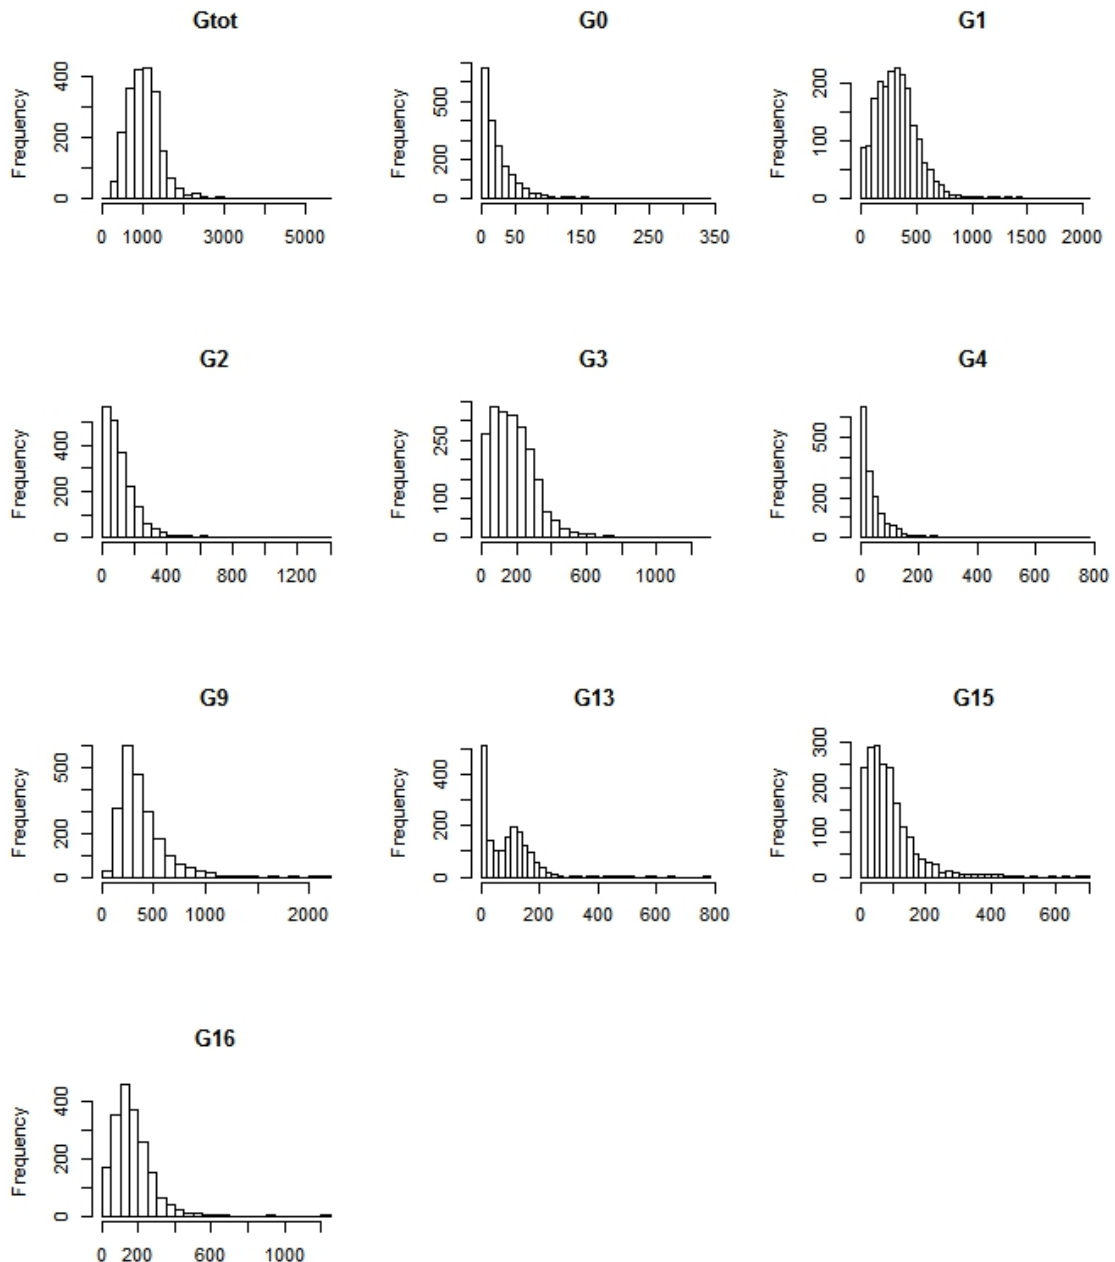 Gtot
G0
G1
Frequency
0 200 400
0 1000 3000 5000
Frequency
200 500
0
0 50 150 250 350
Frequency
0 100 200
0 500 1000 1500 2000
G2
G3
G4
Frequency
0 200 400
0 400 800 1200
Frequency
0 100 250
0 200 600 1000
Frequency
0 200 500
0 200 400 600 800
G9
G13
G15
Frequency
0 200 500
0 500 1000 2000
Frequency
0 200 400
0 200 400 600 800
Frequency
0 100 200 300
0 200 400 600
G16
Frequency
0 200 400
0 200 600 1000